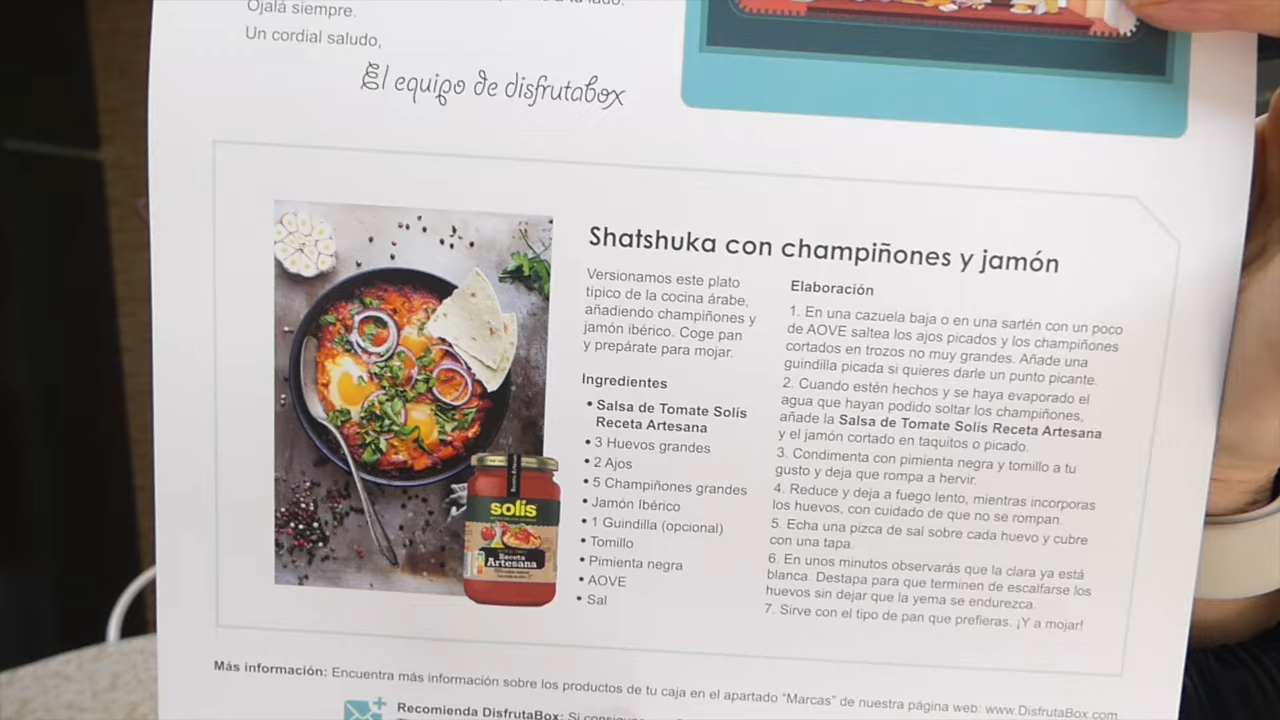 Ojalá siempre.
Un cordial saludo,
El equipo de disfrutabox
Shatshuka con champiñones y jamón
Versionamos este plato
típico de la cocina árabe,
añadiendo champiñones y
jamón ibérico. Coge pan
y prepárate para mojar.
Ingredientes
• Salsa de Tomate Solís
Receta Artesana
• 3 Huevos grandes
• 2 Ajos
• 5 Champiñones grandes
• Jamón Ibérico
• 1 Guindilla (opcional)
• Tomillo
• Pimienta negra
• AOVE
• Sal
Elaboración
1. En una cazuela baja o en una sartén con un poco
de AOVE saltea los ajos picados y los champiñones
cortados en trozos no muy grandes. Añade una
guindilla picada si quieres darle un punto picante.
2. Cuando estén hechos y se haya evaporado el
agua que hayan podido soltar los champiñones,
añade la Salsa de Tomate Solís Receta Artesana
y el jamón cortado en taquitos o picado.
3. Condimenta con pimienta negra y tomillo a tu
gusto y deja que rompa a hervir.
4. Reduce y deja a fuego lento, mientras incorporas
los huevos, con cuidado de que no se rompan.
5. Echa una pizca de sal sobre cada huevo y cubre
con una tapa.
6. En unos minutos observarás que la clara ya está
blanca. Destapa para que terminen de escalfarse los
huevos sin dejar que la yema se endurezca.
7. Sirve con el tipo de pan que prefieras. ¡Y a mojar!
solís
Receta
Artesana
Más información: Encuentra más información sobre los productos de tu caja en el apartado “Marcas” de nuestra página web: www.DisfrutaBox.com
Recomienda DisfrutaBox: Si